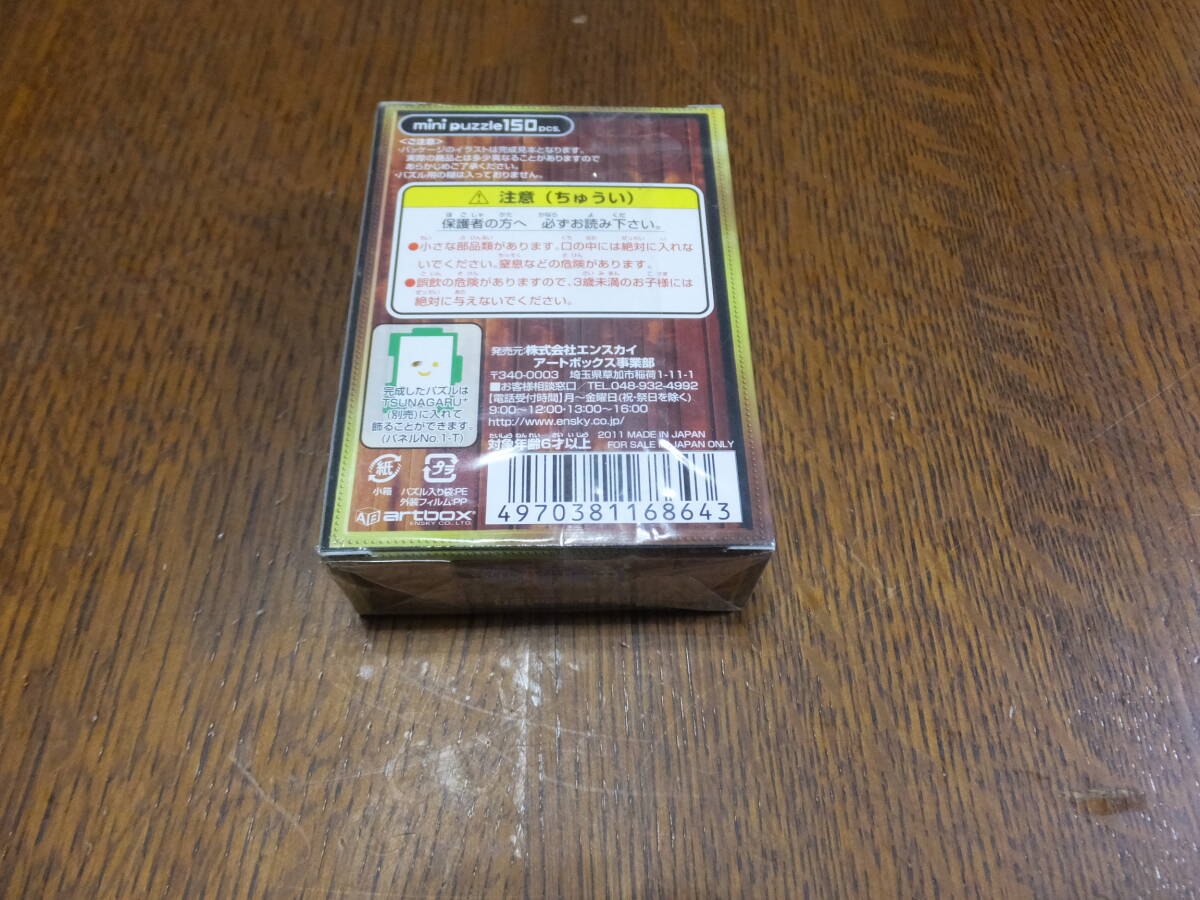 mini puzzle150pcs.
<ご注意>
・パッケージのイラストは完成見本となります。
実際の商品とは多少異なることがありますので
あらかじめご了承ください。
・パズル用の糊は入っておりません。
⚠ 注意（ちゅうい）
保護者の方へ 必ずお読み下さい。
●小さな部品類があります。口の中には絶対に入れな
いでください。窒息などの危険があります。
●誤飲の危険がありますので、3歳未満のお子様には
絶対に与えないでください。
完成したパズルは
TSUNAGARU+
(別売)に入れて
飾ることができます。
(パネルNo.1-T)
発売元:株式会社エンスカイ
アートボックス事業部
〒340-0003 埼玉県草加市稲荷1-11-1
■お客様相談窓口／TEL.048-932-4992
【電話受付時間】月～金曜日(祝・祭日を除く)
9:00～12:00・13:00～16:00
http://www.ensky.co.jp/
対象年齢6才以上
2011 MADE IN JAPAN
FOR SALE IN JAPAN ONLY
紙
プラ
小箱
パズル入り袋:PE
外装フィルム:PP
artbox
ENSKY CO., LTD.
4970381168643